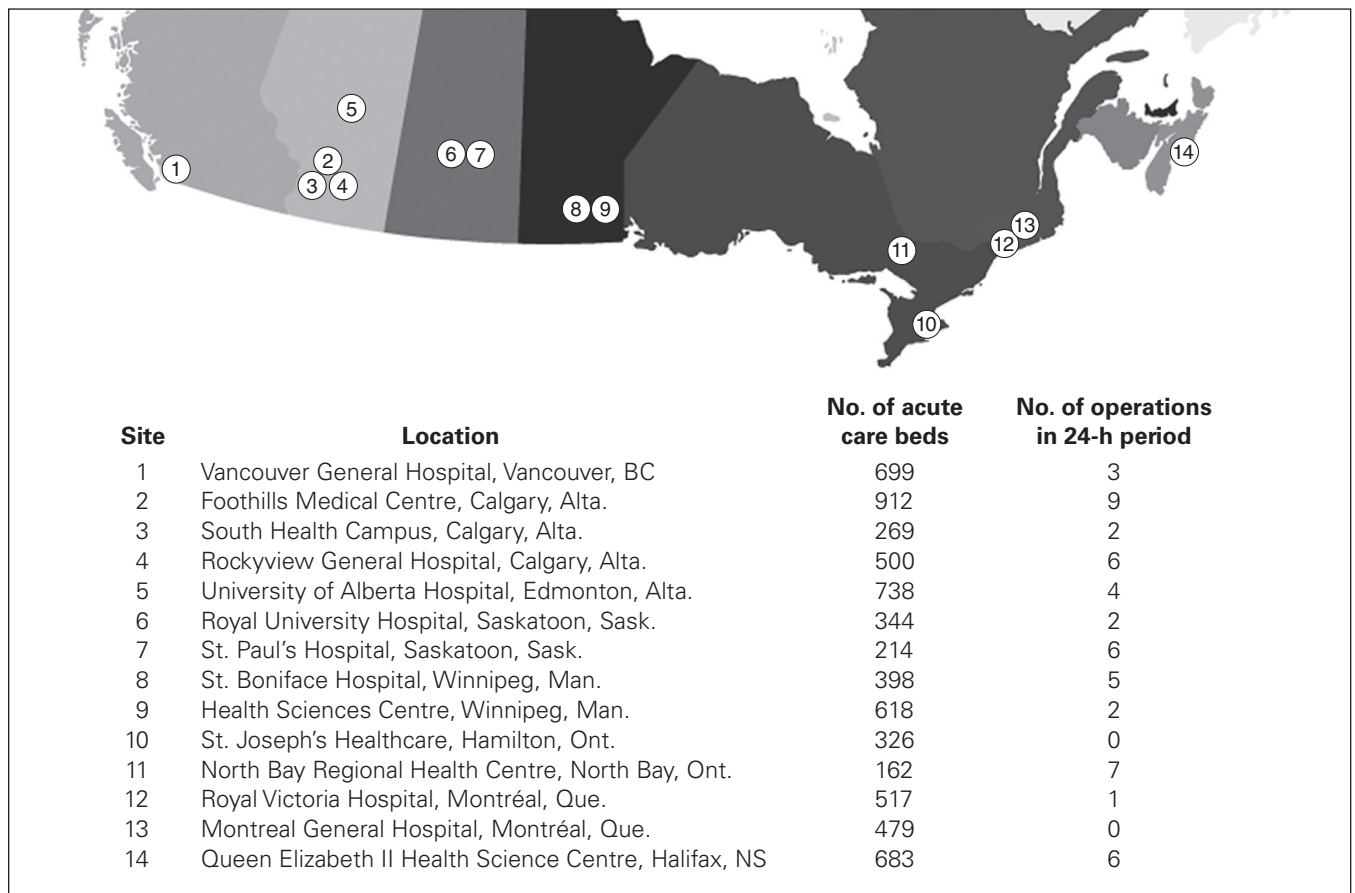 5
2
6 7
1
3 4
14
8 9
13
12
11
10
No. of acute No. of operations
Site Location care beds in 24-h period
1 Vancouver General Hospital, Vancouver, BC 699 3
2 Foothills Medical Centre, Calgary, Alta. 912 9
3 South Health Campus, Calgary, Alta. 269 2
4 Rockyview General Hospital, Calgary, Alta. 500 6
5 University of Alberta Hospital, Edmonton, Alta. 738 4
6 Royal University Hospital, Saskatoon, Sask. 344 2
7 St. Paul’s Hospital, Saskatoon, Sask. 214 6
8 St. Boniface Hospital, Winnipeg, Man. 398 5
9 Health Sciences Centre, Winnipeg, Man. 618 2
10 St. Joseph’s Healthcare, Hamilton, Ont. 326 0
11 North Bay Regional Health Centre, North Bay, Ont. 162 7
12 Royal Victoria Hospital, Montréal, Que. 517 1
13 Montreal General Hospital, Montréal, Que. 479 0
14 Queen Elizabeth II Health Science Centre, Halifax, NS 683 6